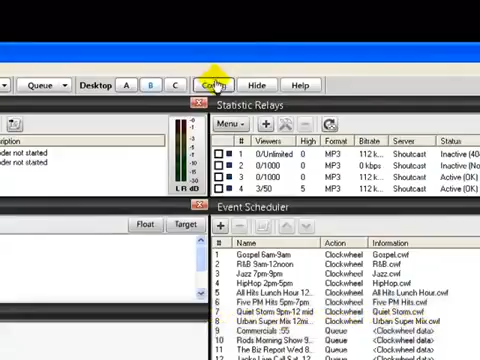 Queue Desktop A B C Config Hide Help
Statistic Relays
Menu
# Viewers High Format Bitrate Server Status
1 0/Unlimited 0 MP3 112 k... Shoutcast Inactive (40
2 0/1000 0 MP3 0 kbps Shoutcast Inactive
3 0/1000 0 MP3 112 k... Shoutcast Active (OK)
4 3/50 5 MP3 112 k... Shoutcast Active (OK)
ription
oder not started
oder not started
L R dB
Event Scheduler
Float Target
# Name Action Information
1 Gospel 6am-9am Clockwheel Gospel.cwf
2 R&B 9am-12noon Clockwheel R&B.cwf
3 Jazz 7pm-9pm Clockwheel Jazz.cwf
4 HipHop 2pm-5pm Clockwheel HipHop.cwf
5 All Hits Lunch Hour 12... Clockwheel All Hits Lunch Hour.cwf
6 Five PM Hits 5pm-7pm Clockwheel Five PM Hits.cwf
7 Quiet Storm 9pm-12 mid Clockwheel Quiet Storm.cwf
8 Urban Super Mix 12mi... Clockwheel Urban Super Mix.cwf
9 Commercials :55 Queue <Clockwheel data>
10 Rods Morning Show 9... Queue <Clockwheel data>
11 The Biz Report Wed 8... Queue <Clockwheel data>